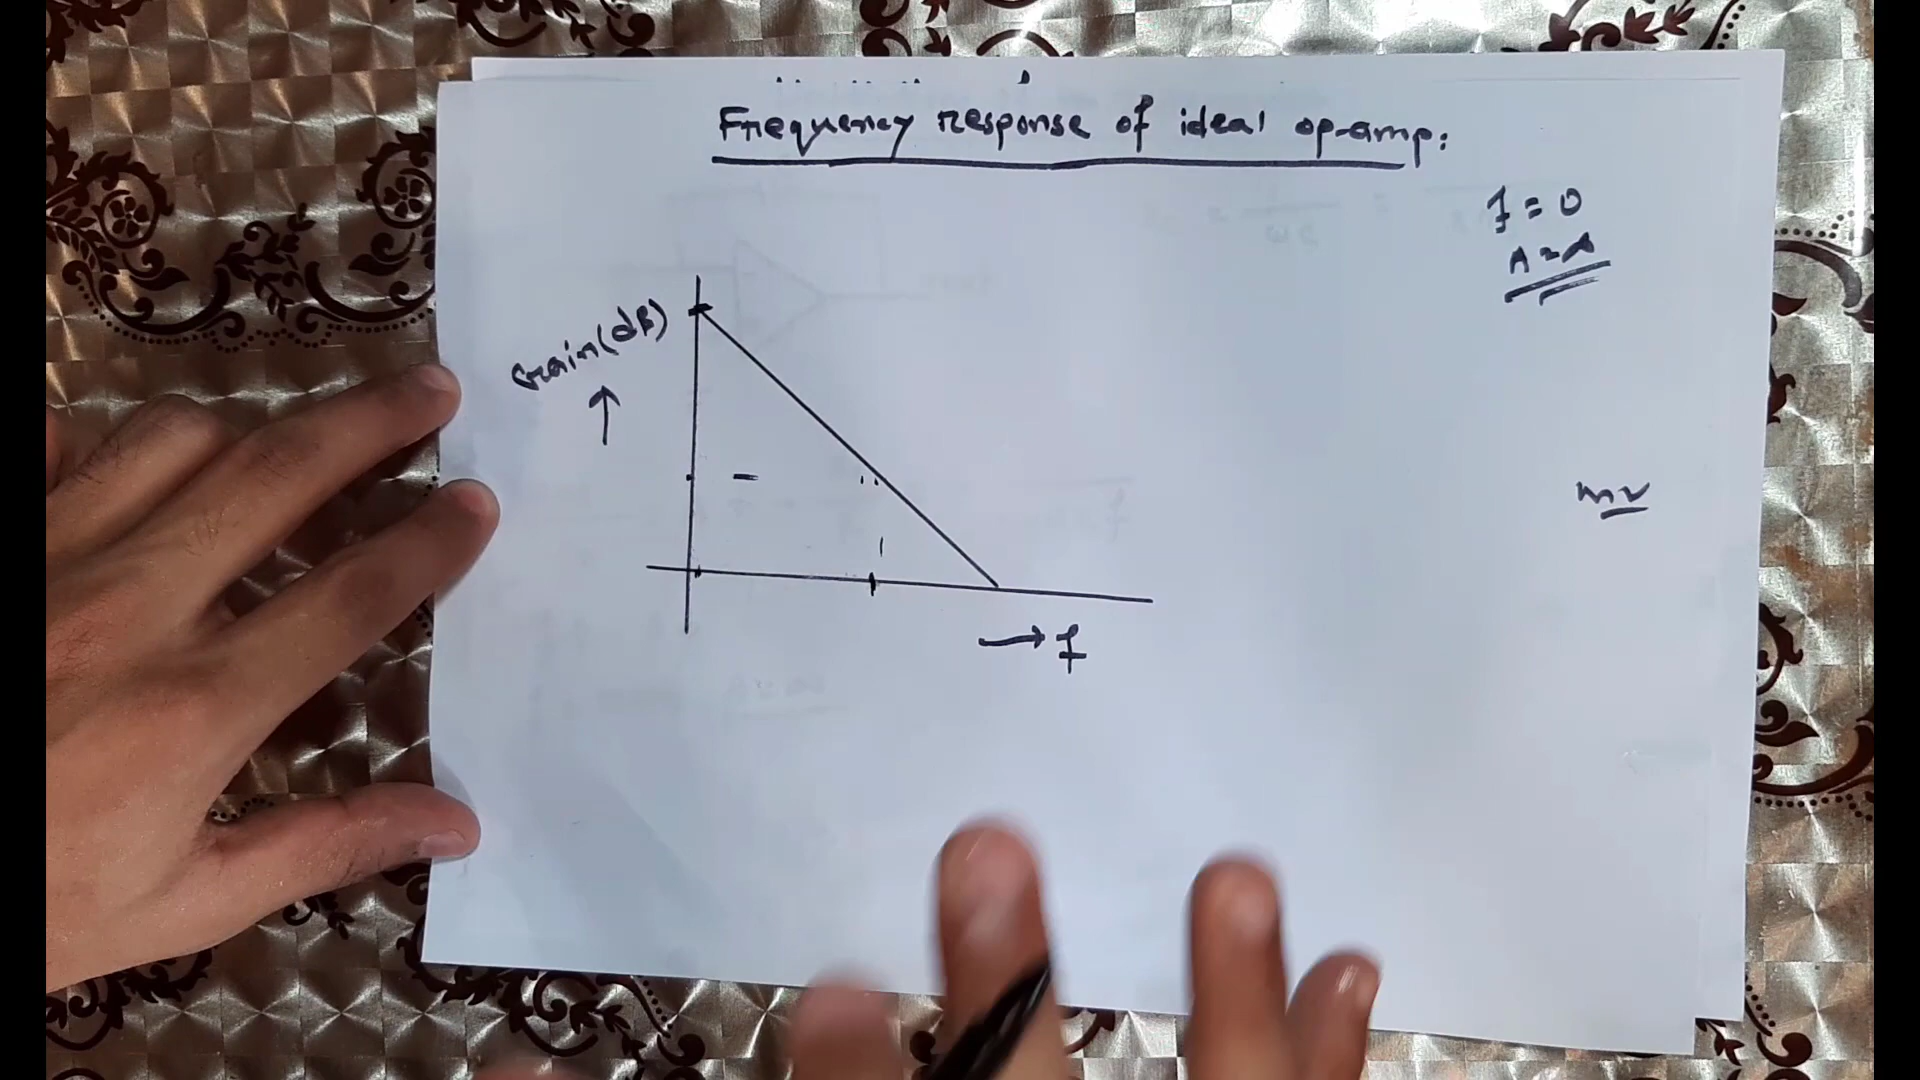 Frequency response of ideal op-amp:
f = 0
Gain(dB)
↑
mv
→ f